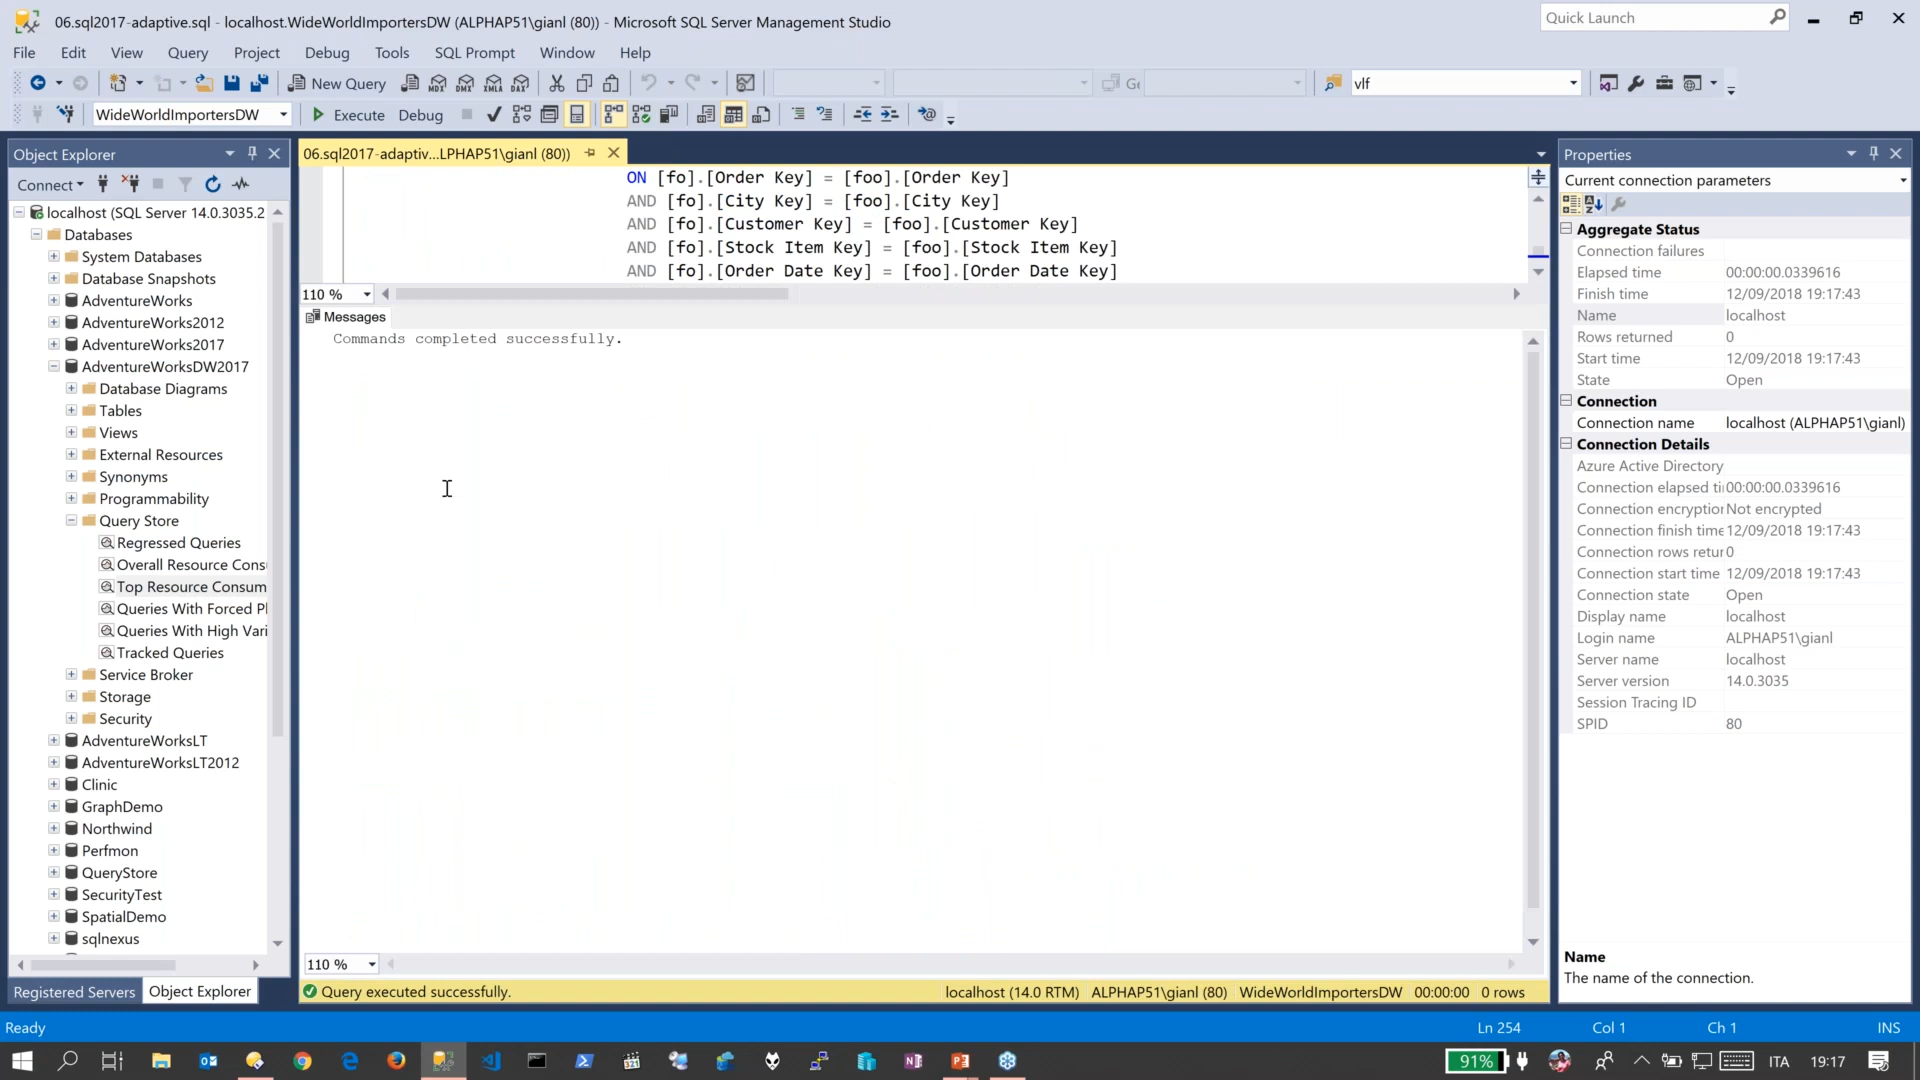 06.sql2017-adaptive.sql - localhost.WideWorldImportersDW (ALPHAP51\gianl (80)) - Microsoft SQL Server Management Studio
Quick Launch
File Edit View Query Project Debug Tools SQL Prompt Window Help
New Query
MDX DMX XMLA DAX
vlf
WideWorldImportersDW
Execute Debug
Object Explorer
Connect
localhost (SQL Server 14.0.3035.2
Databases
System Databases
Database Snapshots
AdventureWorks
AdventureWorks2012
AdventureWorks2017
AdventureWorksDW2017
Database Diagrams
Tables
Views
External Resources
Synonyms
Programmability
Query Store
Regressed Queries
Overall Resource Cons
Top Resource Consum
Queries With Forced Pl
Queries With High Vari
Tracked Queries
Service Broker
Storage
Security
AdventureWorksLT
AdventureWorksLT2012
Clinic
GraphDemo
Northwind
Perfmon
QueryStore
SecurityTest
SpatialDemo
sqlnexus
Registered Servers Object Explorer
06.sql2017-adaptiv...LPHAP51\gianl (80))
ON [fo].[Order Key] = [foo].[Order Key]
AND [fo].[City Key] = [foo].[City Key]
AND [fo].[Customer Key] = [foo].[Customer Key]
AND [fo].[Stock Item Key] = [foo].[Stock Item Key]
AND [fo].[Order Date Key] = [foo].[Order Date Key]
110 %
Messages
Commands completed successfully.
110 %
Query executed successfully. localhost (14.0 RTM) ALPHAP51\gianl (80) WideWorldImportersDW 00:00:00 0 rows
Properties
Current connection parameters
Aggregate Status
Connection failures
Elapsed time 00:00:00.0339616
Finish time 12/09/2018 19:17:43
Name localhost
Rows returned 0
Start time 12/09/2018 19:17:43
State Open
Connection
Connection name localhost (ALPHAP51\gianl)
Connection Details
Azure Active Directory
Connection elapsed ti 00:00:00.0339616
Connection encryption Not encrypted
Connection finish time 12/09/2018 19:17:43
Connection rows retur 0
Connection start time 12/09/2018 19:17:43
Connection state Open
Display name localhost
Login name ALPHAP51\gianl
Server name localhost
Server version 14.0.3035
Session Tracing ID
SPID 80
Name
The name of the connection.
Ready Ln 254 Col 1 Ch 1 INS
91% ITA 19:17